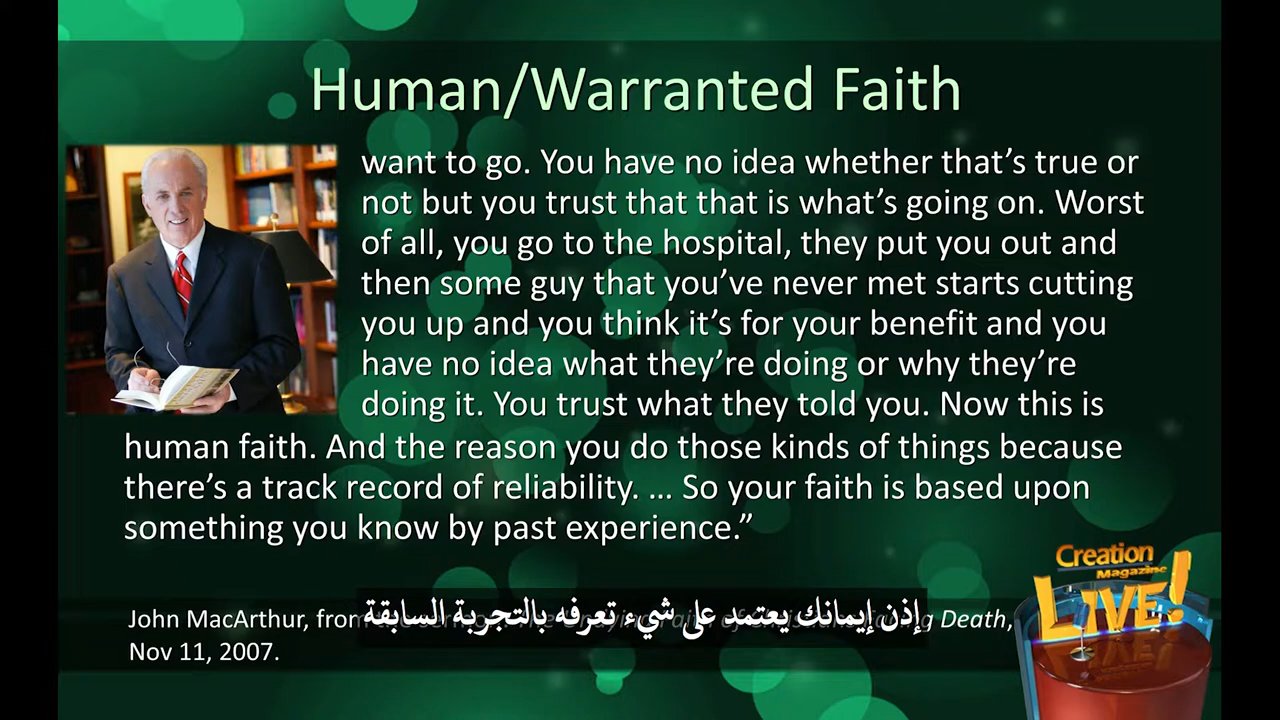 Human/Warranted Faith
want to go. You have no idea whether that’s true or
not but you trust that that is what’s going on. Worst
of all, you go to the hospital, they put you out and
then some guy that you’ve never met starts cutting
you up and you think it’s for your benefit and you
have no idea what they’re doing or why they’re
doing it. You trust what they told you. Now this is
human faith. And the reason you do those kinds of things because
there’s a track record of reliability. … So your faith is based upon
something you know by past experience.”
John MacArthur, from Death,
إذن إيمانك يعتمد على شيء تعرفه بالتجربة السابقة
Nov 11, 2007.
Creation
Magazine
LIVE!